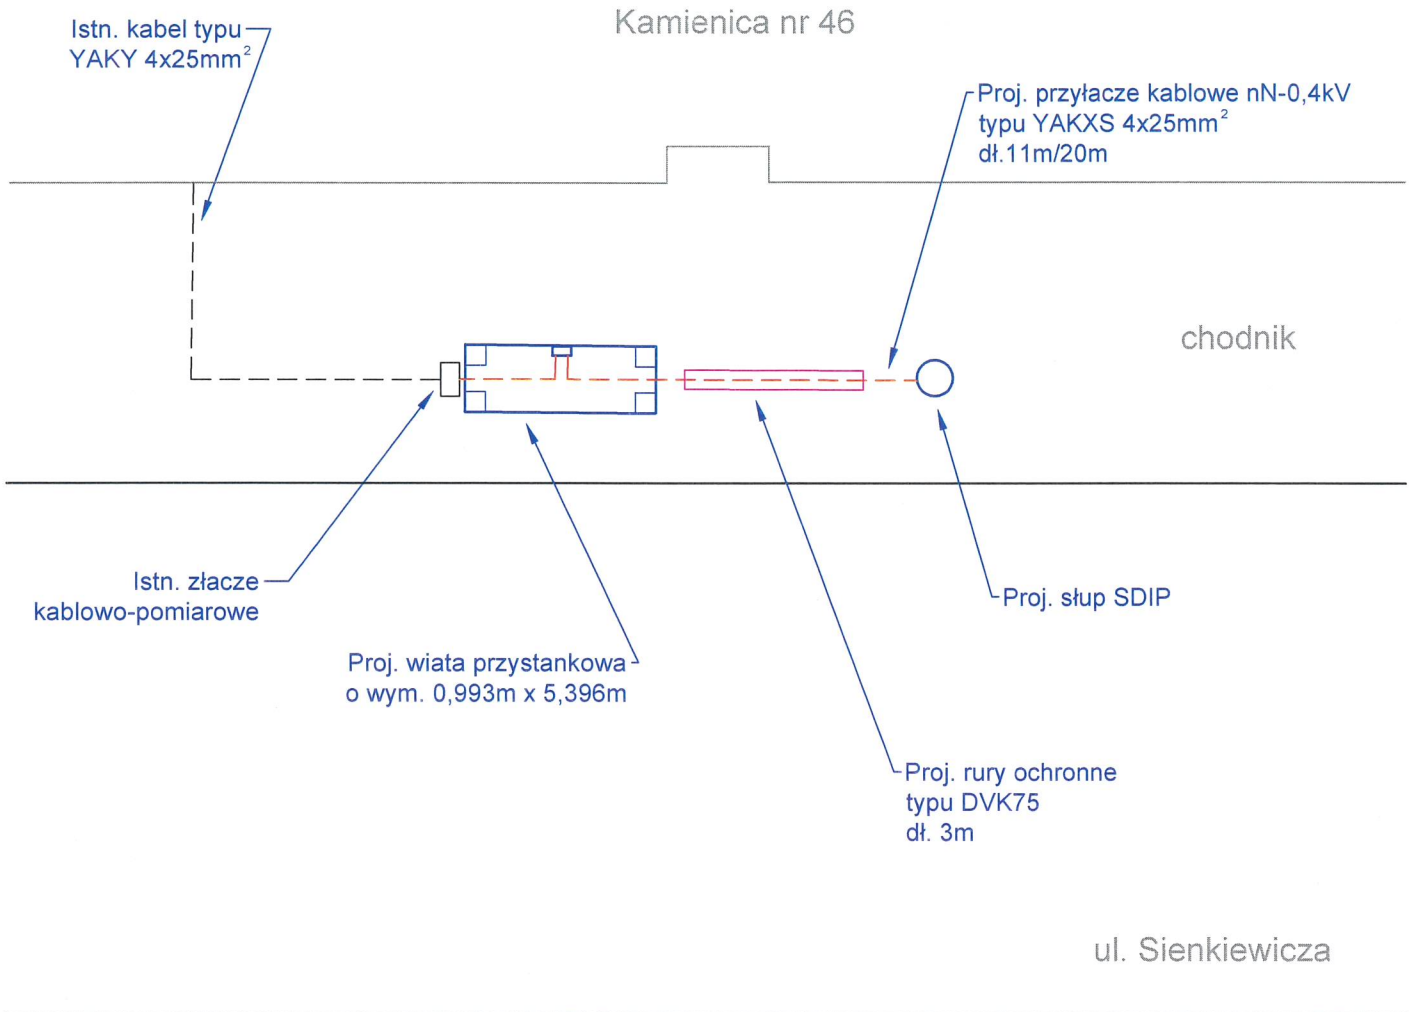 Kamienica nr 46
Istn. kabel typu
YAKY 4x25mm²
Proj. przyłacze kablowe nN-0,4kV
typu YAKXS 4x25mm²
dł.11m/20m
chodnik
Istn. złacze
kablowo-pomiarowe
Proj. słup SDIP
Proj. wiata przystankowa
o wym. 0,993m x 5,396m
Proj. rury ochronne
typu DVK75
dł. 3m
ul. Sienkiewicza